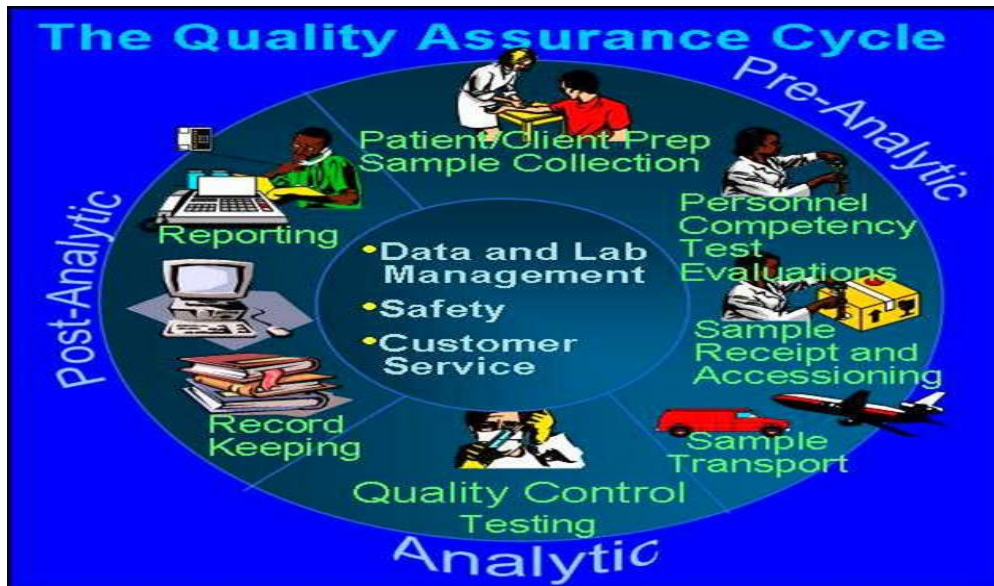 The Quality Assurance Cycle
Pre-Analytic
Patient/Client Prep
Sample Collection
Personnel
Competency
Test
Evaluations
Sample
Receipt and
Accessioning
Sample
Transport
Quality Control
Testing
Analytic
Record
Keeping
Reporting
Post-Analytic
•Data and Lab
Management
•Safety
•Customer
Service